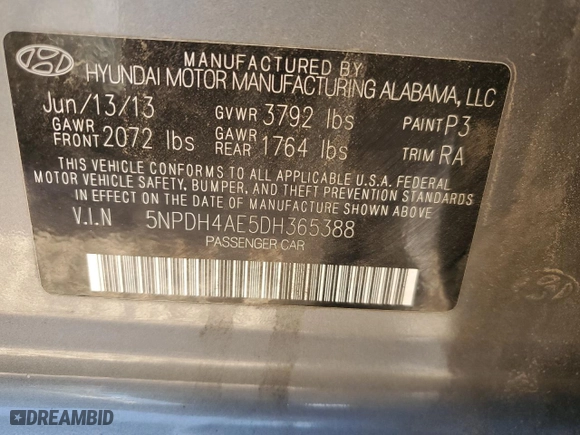 MANUFACTURED BY
HYUNDAI MOTOR MANUFACTURING ALABAMA, LLC
Jun/13/13 GVWR 3792 lbs PAINT P3
GAWR FRONT 2072 lbs GAWR REAR 1764 lbs TRIM RA
THIS VEHICLE CONFORMS TO ALL APPLICABLE U.S.A. FEDERAL
MOTOR VEHICLE SAFETY, BUMPER, AND THEFT PREVENTION STANDARDS
IN EFFECT ON THE DATE OF MANUFACTURE SHOWN ABOVE
V.I.N 5NPDH4AE5DH365388
PASSENGER CAR
DREAMBID